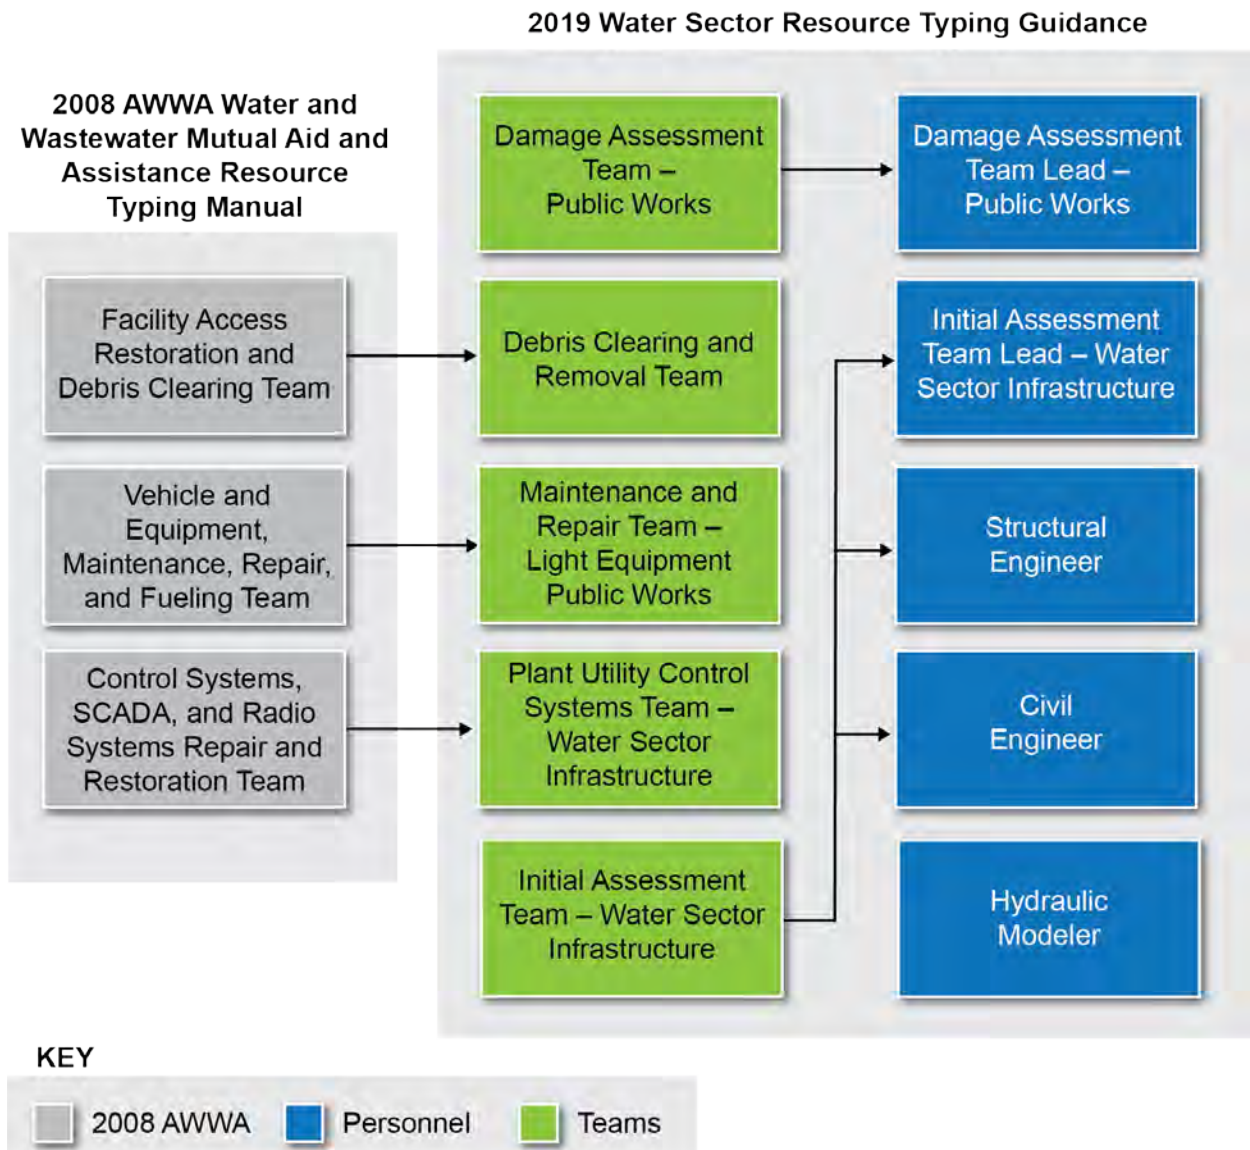 2019 Water Sector Resource Typing Guidance
2008 AWWA Water and
Wastewater Mutual Aid and
Assistance Resource
Typing Manual
Facility Access
Restoration and
Debris Clearing Team
Vehicle and
Equipment,
Maintenance, Repair,
and Fueling Team
Control Systems,
SCADA, and Radio
Systems Repair and
Restoration Team
Damage Assessment
Team –
Public Works
Debris Clearing and
Removal Team
Maintenance and
Repair Team –
Light Equipment
Public Works
Plant Utility Control
Systems Team –
Water Sector
Infrastructure
Initial Assessment
Team – Water Sector
Infrastructure
Damage Assessment
Team Lead –
Public Works
Initial Assessment
Team Lead – Water
Sector Infrastructure
Structural
Engineer
Civil
Engineer
Hydraulic
Modeler
KEY
2008 AWWA
Personnel
Teams